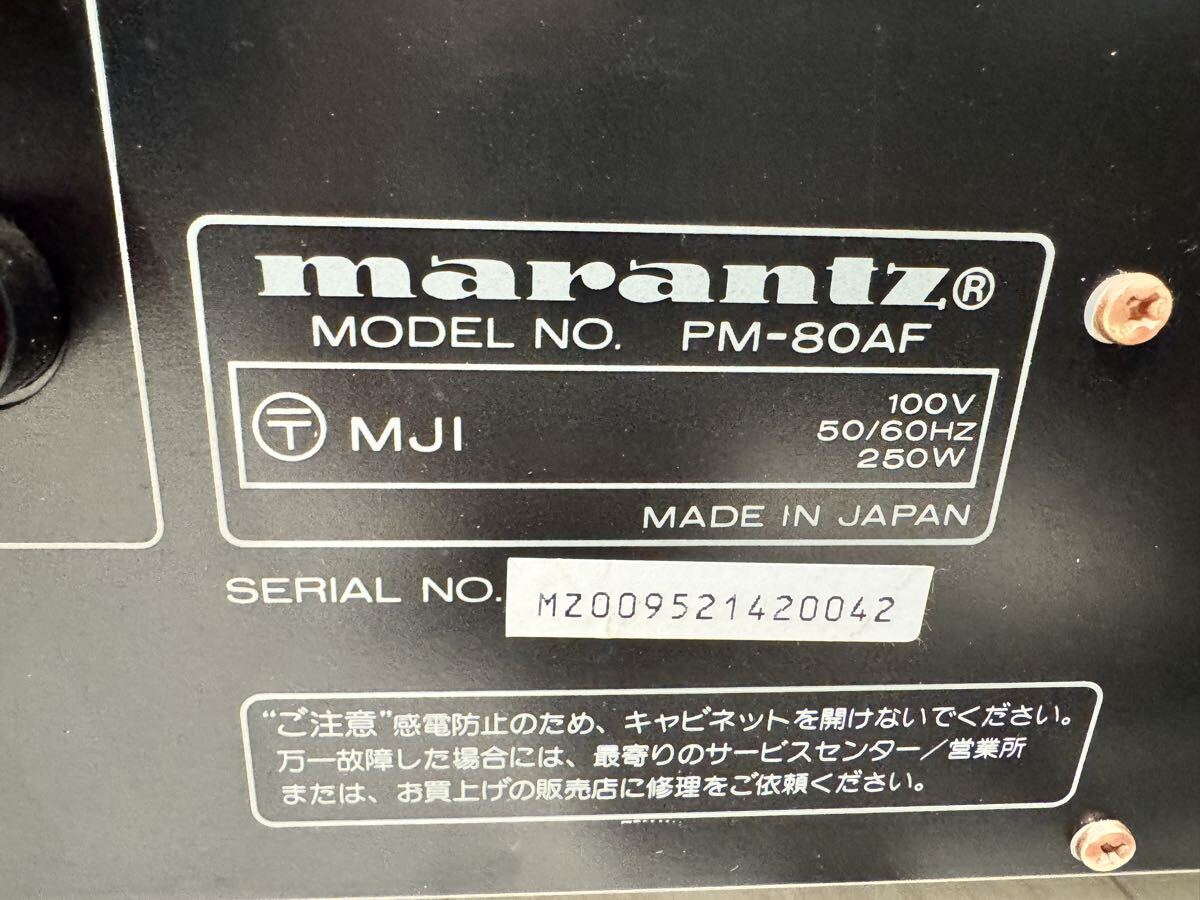 marantz®
MODEL NO. PM-80AF
〒 MJI
100V
50/60HZ
250W
MADE IN JAPAN
SERIAL NO. MZ009521420042
“ご注意”感電防止のため、キャビネットを開けないでください。
万一故障した場合には、最寄りのサービスセンター/営業所
または、お買上げの販売店に修理をご依頼ください。